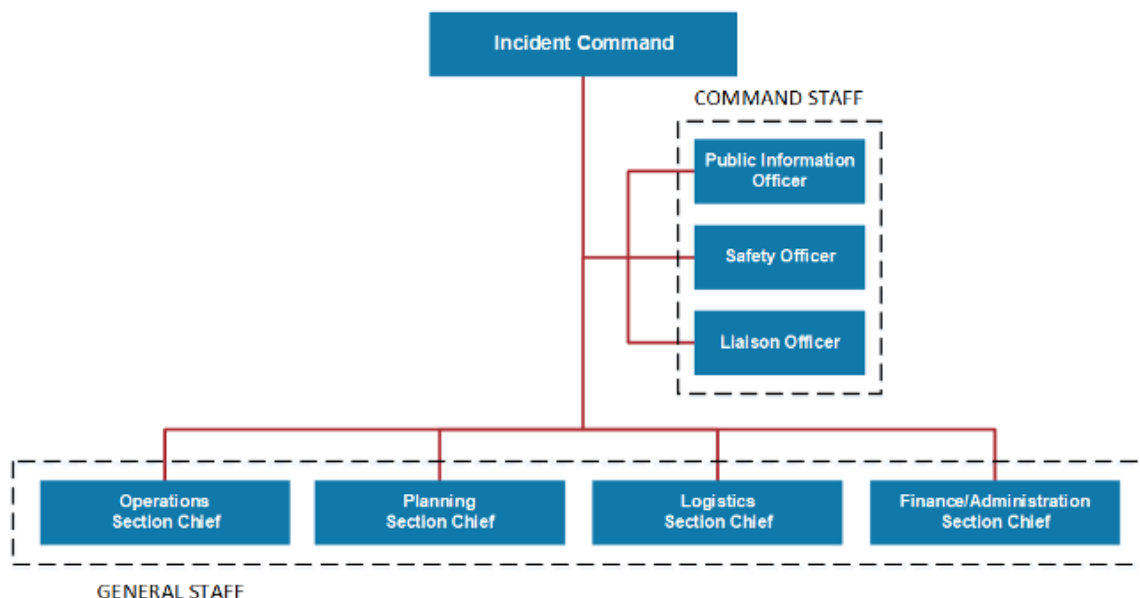 Incident Command
COMMAND STAFF
Public Information
Officer
Safety Officer
Liaison Officer
Operations
Section Chief
Planning
Section Chief
Logistics
Section Chief
Finance/Administration
Section Chief
GENERAL STAFF